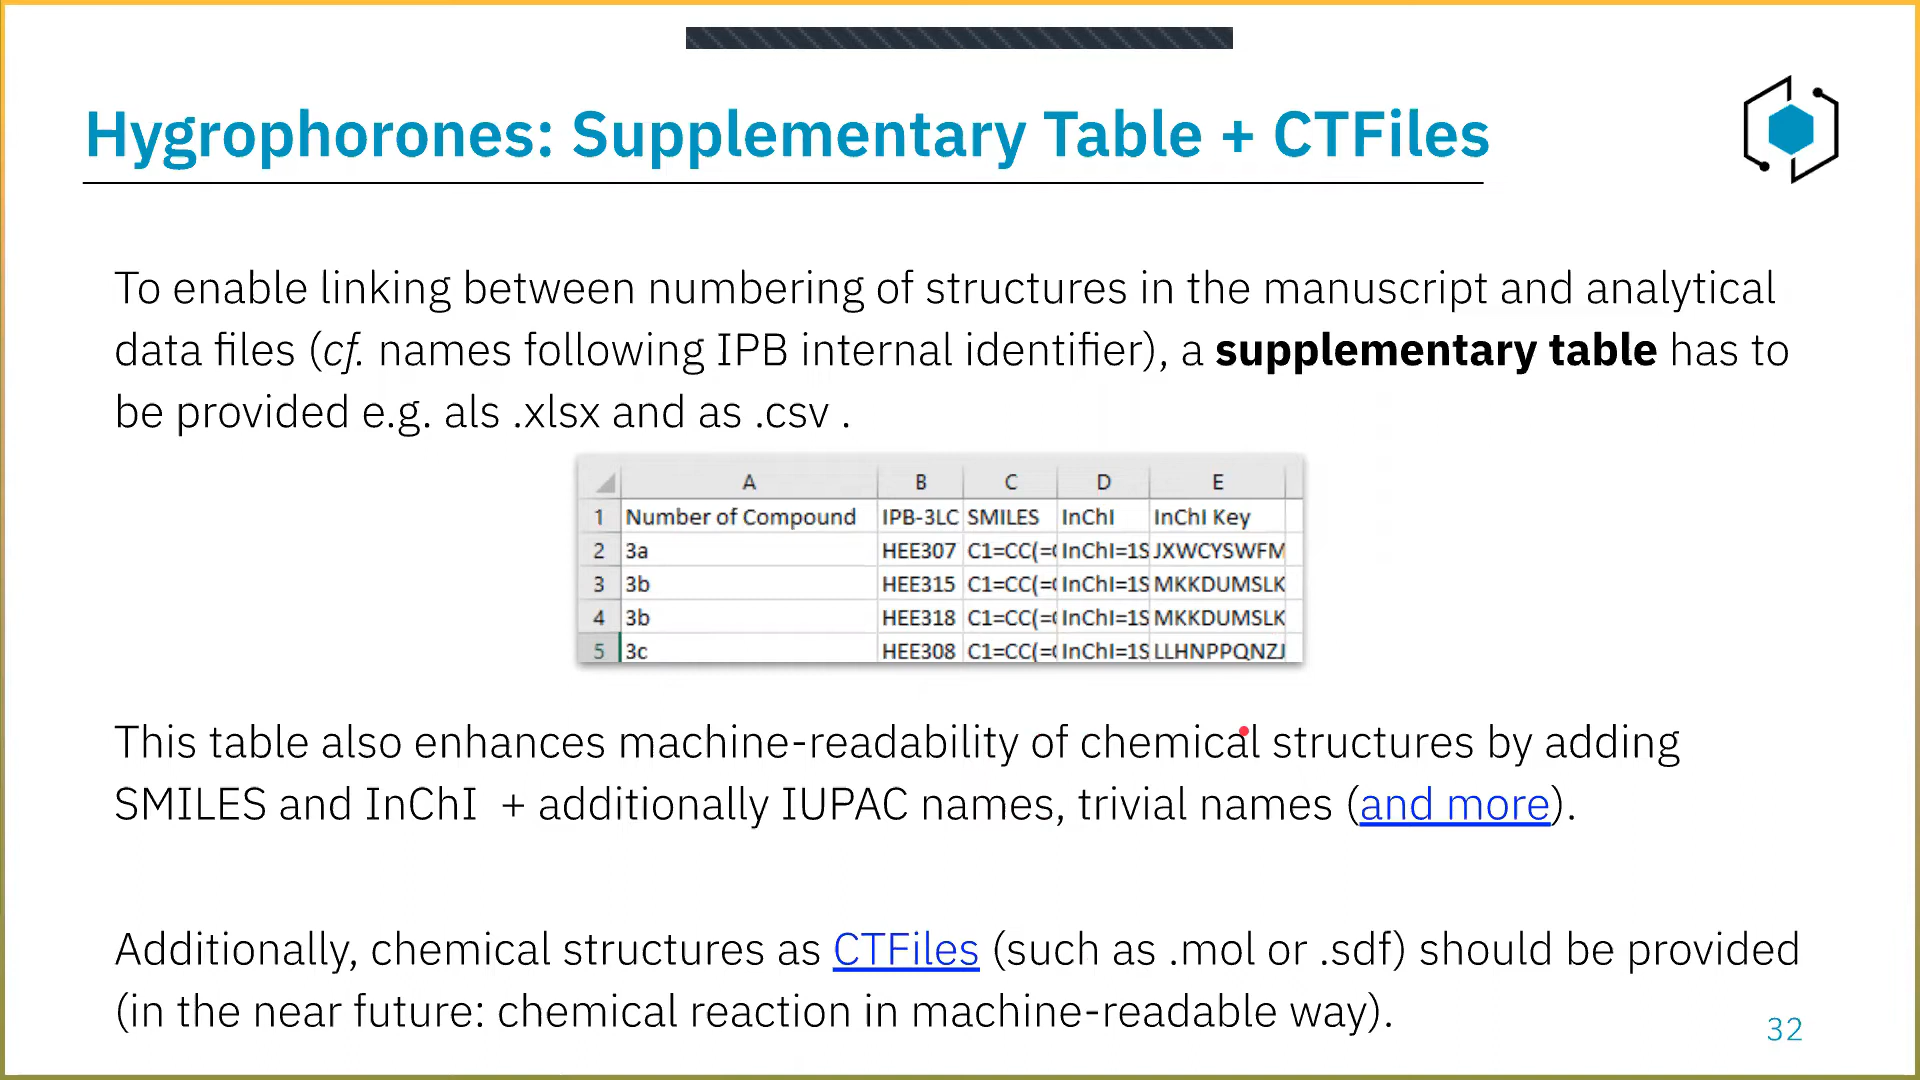 Hygrophorones: Supplementary Table + CTFiles
To enable linking between numbering of structures in the manuscript and analytical
data files (cf. names following IPB internal identifier), a supplementary table has to
be provided e.g. als .xlsx and as .csv .
A B C D E
1 Number of Compound IPB-3LC SMILES InChI InChI Key
2 3a HEE307 C1=CC(=( InChI=1S JXWCYSWFM
3 3b HEE315 C1=CC(=( InChI=1S MKKDUMSLK
4 3b HEE318 C1=CC(=( InChI=1S MKKDUMSLK
5 3c HEE308 C1=CC(=( InChI=1S LLHNPPQNZJ
This table also enhances machine-readability of chemical structures by adding
SMILES and InChI + additionally IUPAC names, trivial names (and more).
Additionally, chemical structures as CTFiles (such as .mol or .sdf) should be provided
(in the near future: chemical reaction in machine-readable way).
32